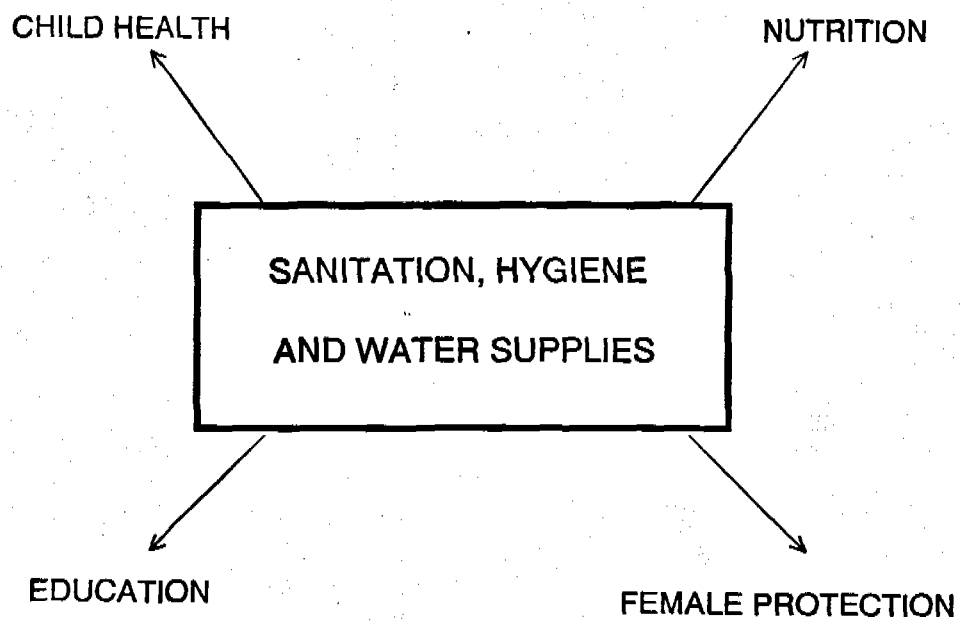 CHILD HEALTH
NUTRITION
SANITATION, HYGIENE
AND WATER SUPPLIES
EDUCATION
FEMALE PROTECTION